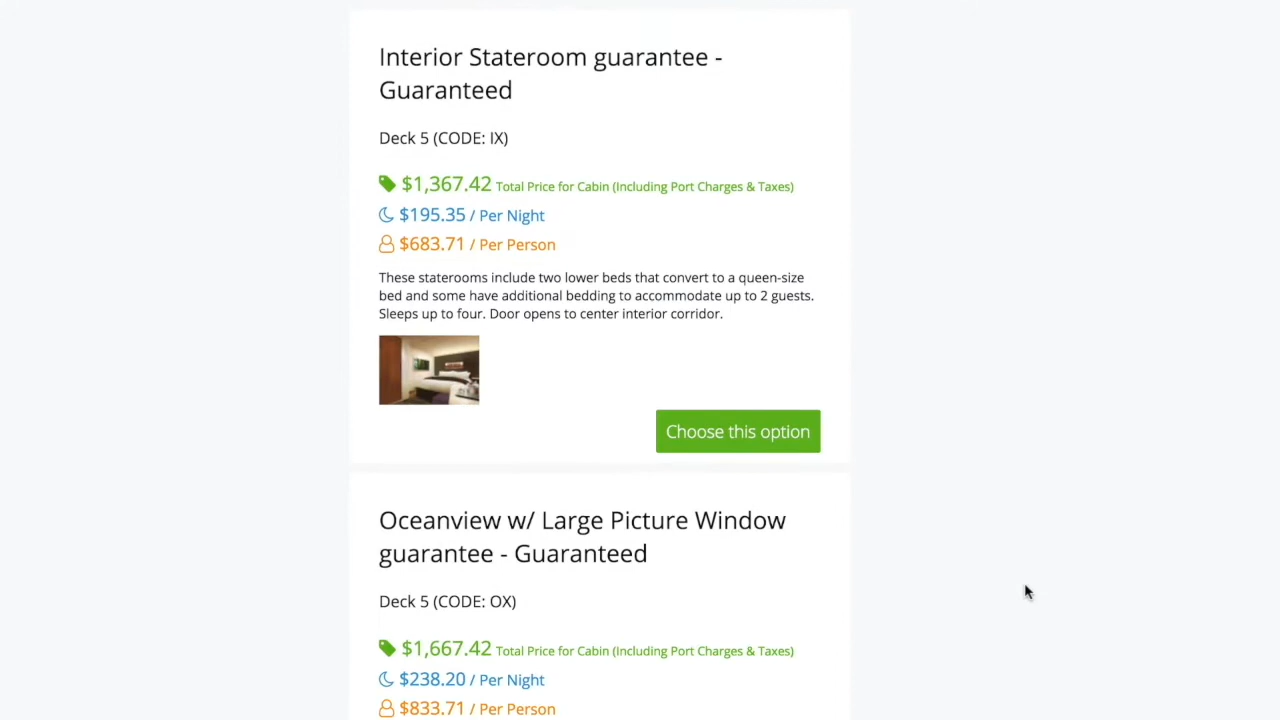 Interior Stateroom guarantee -
Guaranteed
Deck 5 (CODE: IX)
$1,367.42 Total Price for Cabin (Including Port Charges & Taxes)
$195.35 / Per Night
$683.71 / Per Person
These staterooms include two lower beds that convert to a queen-size
bed and some have additional bedding to accommodate up to 2 guests.
Sleeps up to four. Door opens to center interior corridor.
Choose this option
Oceanview w/ Large Picture Window
guarantee - Guaranteed
Deck 5 (CODE: OX)
$1,667.42 Total Price for Cabin (Including Port Charges & Taxes)
$238.20 / Per Night
$833.71 / Per Person